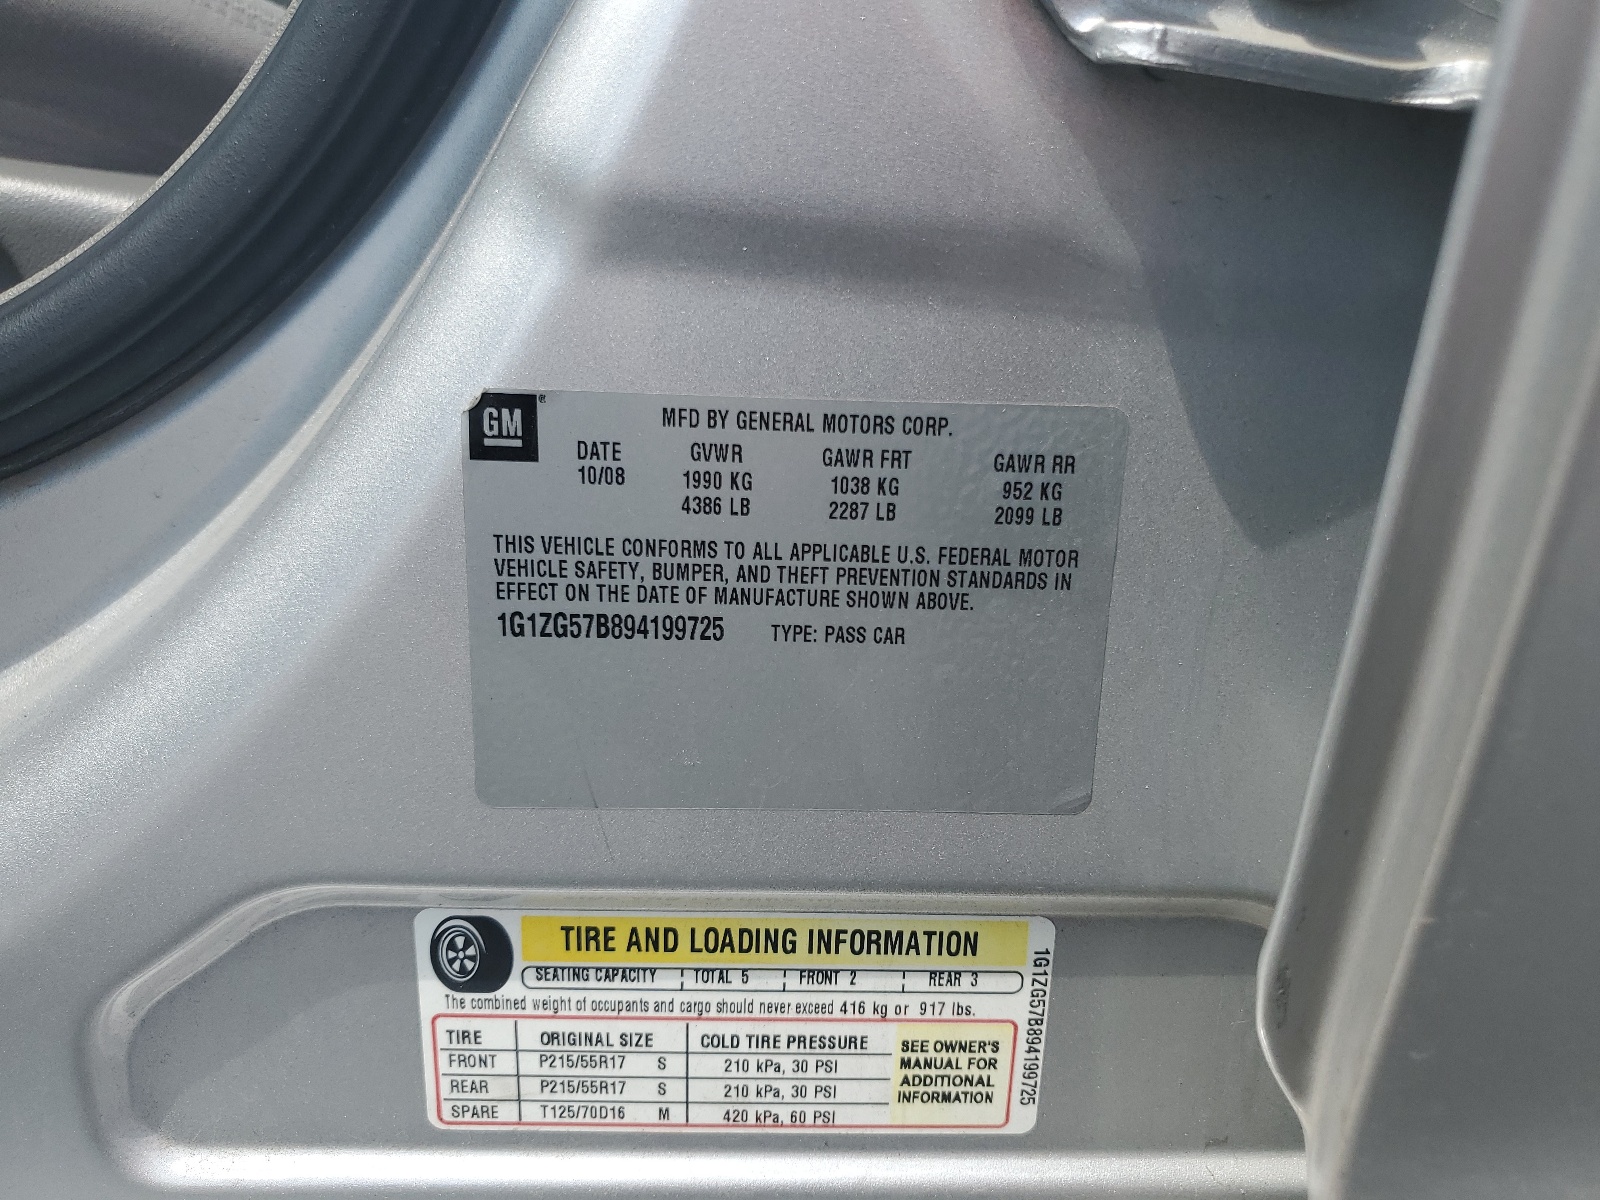 GM ®
MFD BY GENERAL MOTORS CORP.
DATE GVWR GAWR FRT GAWR RR
10/08 1990 KG 1038 KG 952 KG
4386 LB 2287 LB 2099 LB
THIS VEHICLE CONFORMS TO ALL APPLICABLE U.S. FEDERAL MOTOR
VEHICLE SAFETY, BUMPER, AND THEFT PREVENTION STANDARDS IN
EFFECT ON THE DATE OF MANUFACTURE SHOWN ABOVE.
1G1ZG57B894199725 TYPE: PASS CAR
TIRE AND LOADING INFORMATION
SEATING CAPACITY TOTAL 5 FRONT 2 REAR 3
The combined weight of occupants and cargo should never exceed 416 kg or 917 lbs.
TIRE ORIGINAL SIZE COLD TIRE PRESSURE
FRONT P215/55R17 S 210 kPa, 30 PSI
REAR P215/55R17 S 210 kPa, 30 PSI
SPARE T125/70D16 M 420 kPa, 60 PSI
SEE OWNER'S
MANUAL FOR
ADDITIONAL
INFORMATION
1G1ZG57B894199725